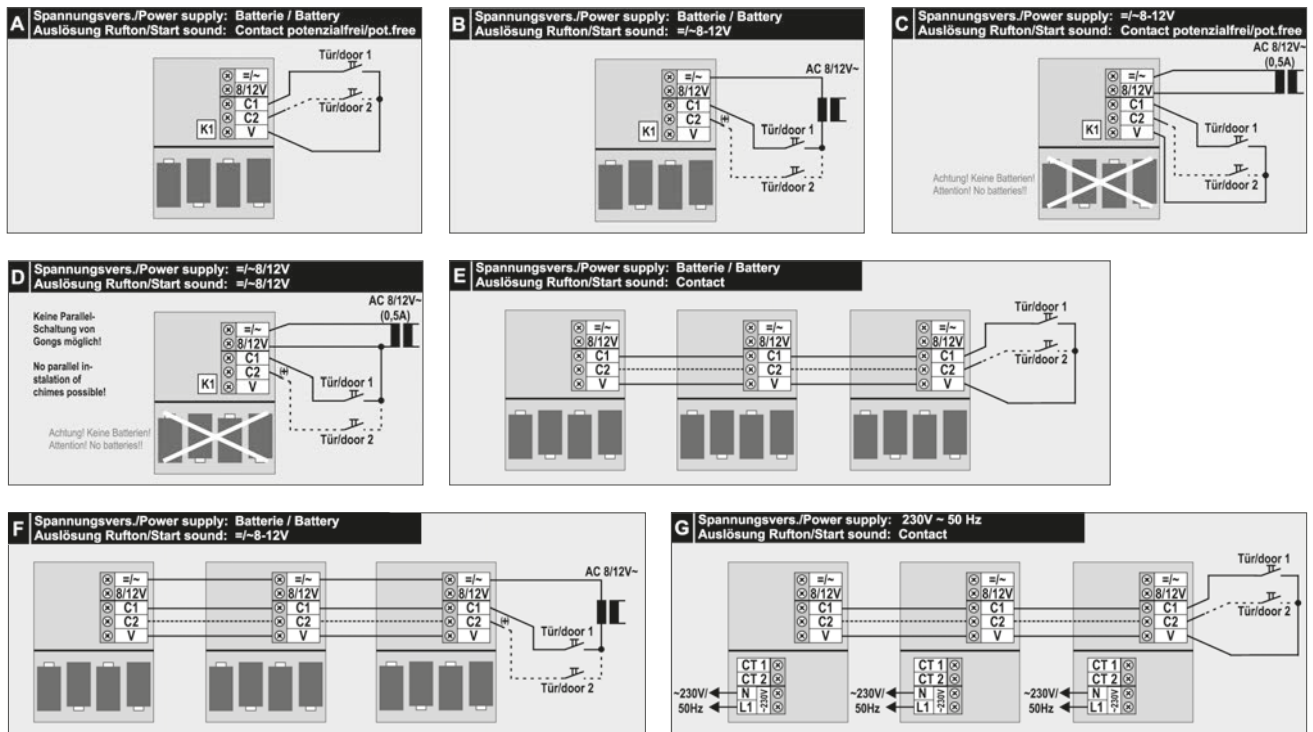 A
Spannungsvers./Power supply: Batterie / Battery
Auslösung Rufton/Start sound: Contact potenzialfrei/pot.free
Tür/door 1
=/~
8/12V
C1
Tür/door 2
C2
K1
V
B
Spannungsvers./Power supply: Batterie / Battery
Auslösung Rufton/Start sound: =/~8-12V
AC 8/12V~
=/~
8/12V
C1
C2
(+)
K1
V
Tür/door 1
Tür/door 2
C
Spannungsvers./Power supply: =/~8-12V
Auslösung Rufton/Start sound: Contact potenzialfrei/pot.free
AC 8/12V~
(0,5A)
=/~
8/12V
C1
C2
K1
V
Tür/door 1
Achtung! Keine Batterien!
Attention! No batteries!!
Tür/door 2
D
Spannungsvers./Power supply: =/~8/12V
Auslösung Rufton/Start sound: =/~8/12V
AC 8/12V~
(0,5A)
Keine Parallel-
Schaltung von
Gongs möglich!
No parallel in-
stalation of
chimes possible!
=/~
8/12V
C1
C2
(+)
K1
V
Tür/door 1
Achtung! Keine Batterien!
Attention! No batteries!!
Tür/door 2
E
Spannungsvers./Power supply: Batterie / Battery
Auslösung Rufton/Start sound: Contact
Tür/door 1
=/~
8/12V
C1
C2
V
=/~
8/12V
C1
C2
V
=/~
8/12V
C1
C2
V
Tür/door 2
F
Spannungsvers./Power supply: Batterie / Battery
Auslösung Rufton/Start sound: =/~8-12V
AC 8/12V~
=/~
8/12V
C1
C2
V
=/~
8/12V
C1
C2
V
=/~
8/12V
C1
C2
V
(+)
Tür/door 1
Tür/door 2
G
Spannungsvers./Power supply: 230V ~ 50 Hz
Auslösung Rufton/Start sound: Contact
Tür/door 1
=/~
8/12V
C1
C2
V
=/~
8/12V
C1
C2
V
=/~
8/12V
C1
C2
V
Tür/door 2
CT 1
CT 2
N
L1
~230V
~230V/
50Hz
CT 1
CT 2
N
L1
~230V
~230V/
50Hz
CT 1
CT 2
N
L1
~230V
~230V/
50Hz